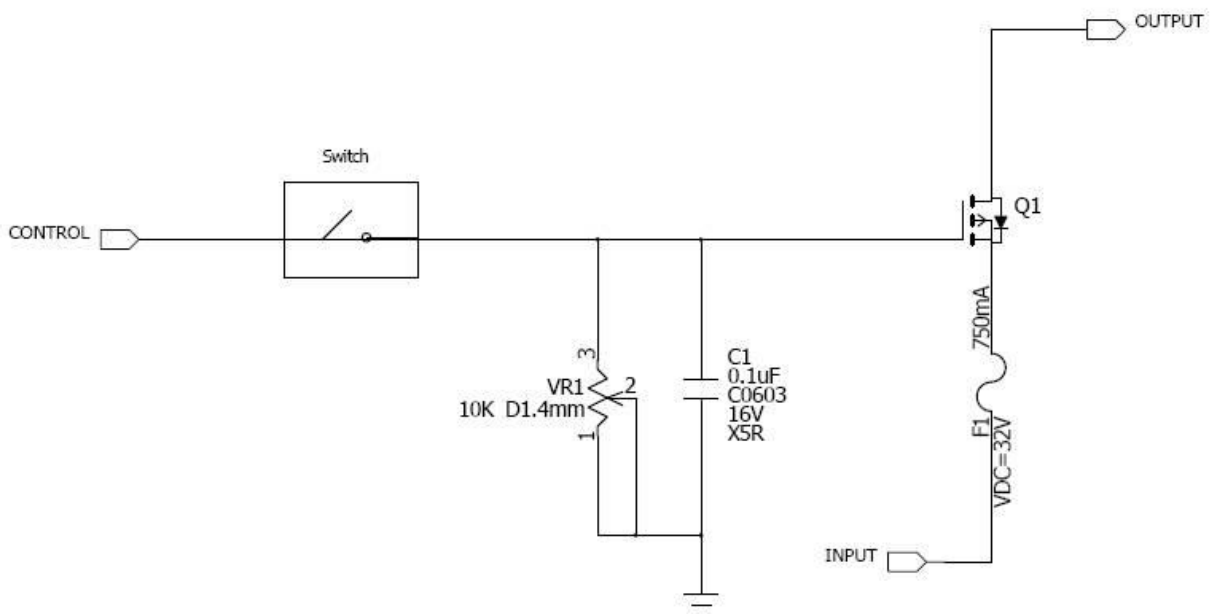 OUTPUT
Switch
CONTROL
Q1
750mA
3
VR1
2
10K D1.4mm
1
C1
0.1uF
C0603
16V
X5R
F1
VDC=32V
INPUT